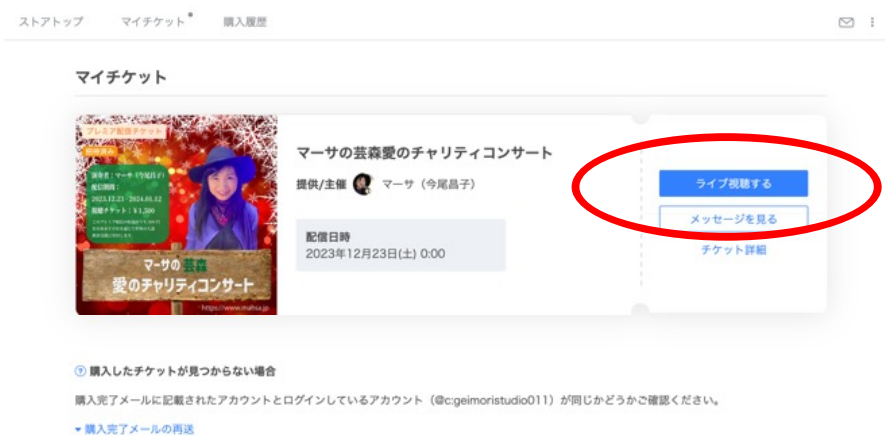 ストアトップ マイチケット 購入履歴
マイチケット
プレミア配信チケット
マーサの芸森
愛のチャリティコンサート
https://www.mahsa.jp
マーサの芸森愛のチャリティコンサート
提供/主催 マーサ（今尾昌子）
配信日時
2023年12月23日(土) 0:00
ライブ視聴する
メッセージを見る
チケット詳細
? 購入したチケットが見つからない場合
購入完了メールに記載されたアカウントとログインしているアカウント（@c:geimoristudio011）が同じかどうかご確認ください。
購入完了メールの再送